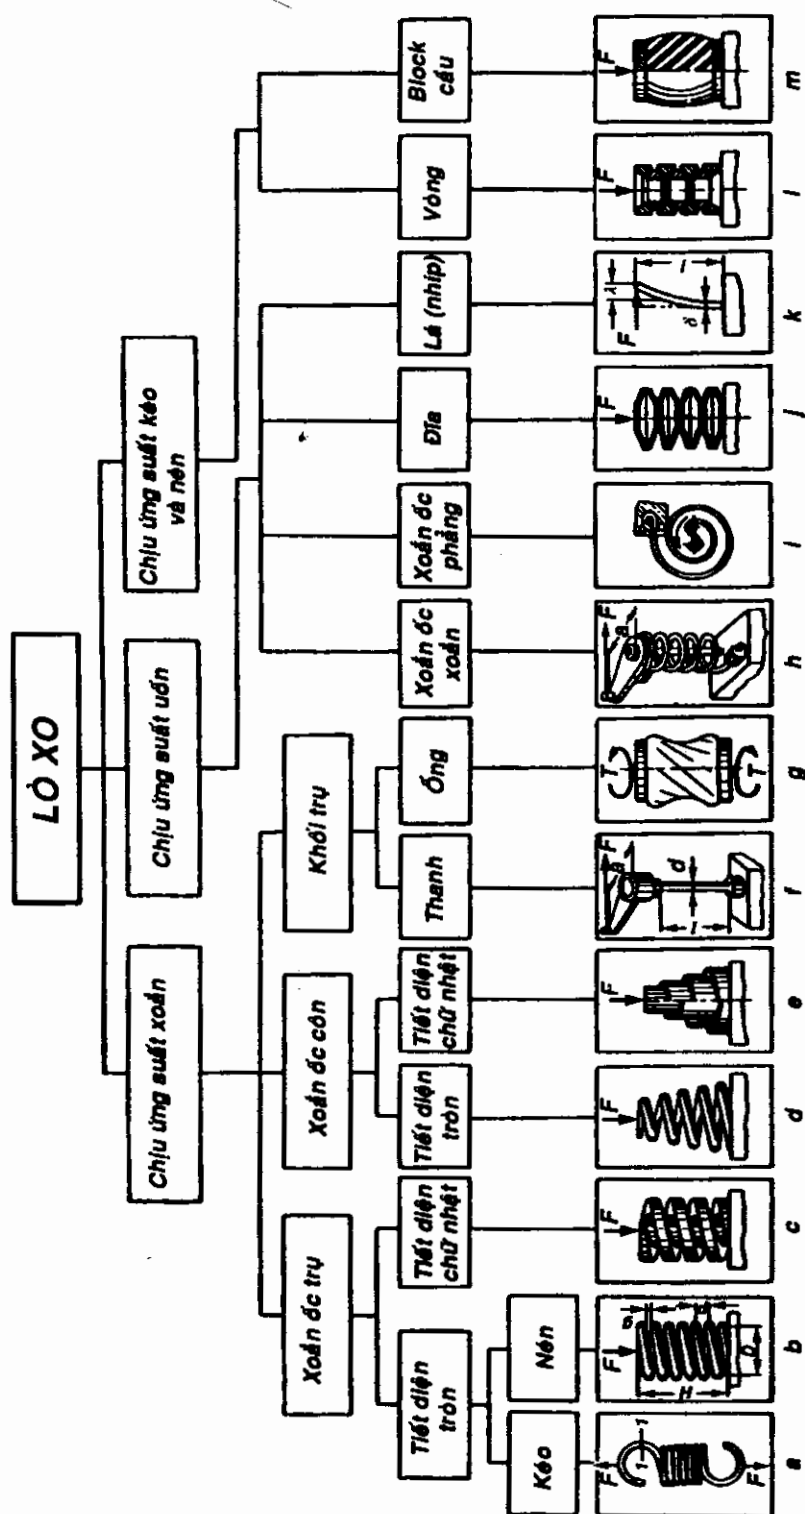 LÒ XO
Chịu ứng suất xoắn
Chịu ứng suất uốn
Chịu ứng suất kéo
và nén
Xoắn ốc trụ
Xoắn ốc côn
Khối trụ
Tiết diện
tròn
Tiết diện
chữ nhật
Tiết diện
tròn
Tiết diện
chữ nhật
Thanh
Ống
Xoắn ốc
xoắn
Xoắn ốc
phẳng
Đĩa
Lá (nhíp)
Vòng
Block
cầu
Kéo
Nén
F
F
1
1
F
H
D
F
F
F
F
a
l
d
T
T
F
a
F
F
λ
l
δ
F
F
a
b
c
d
e
f
g
h
i
j
k
l
m